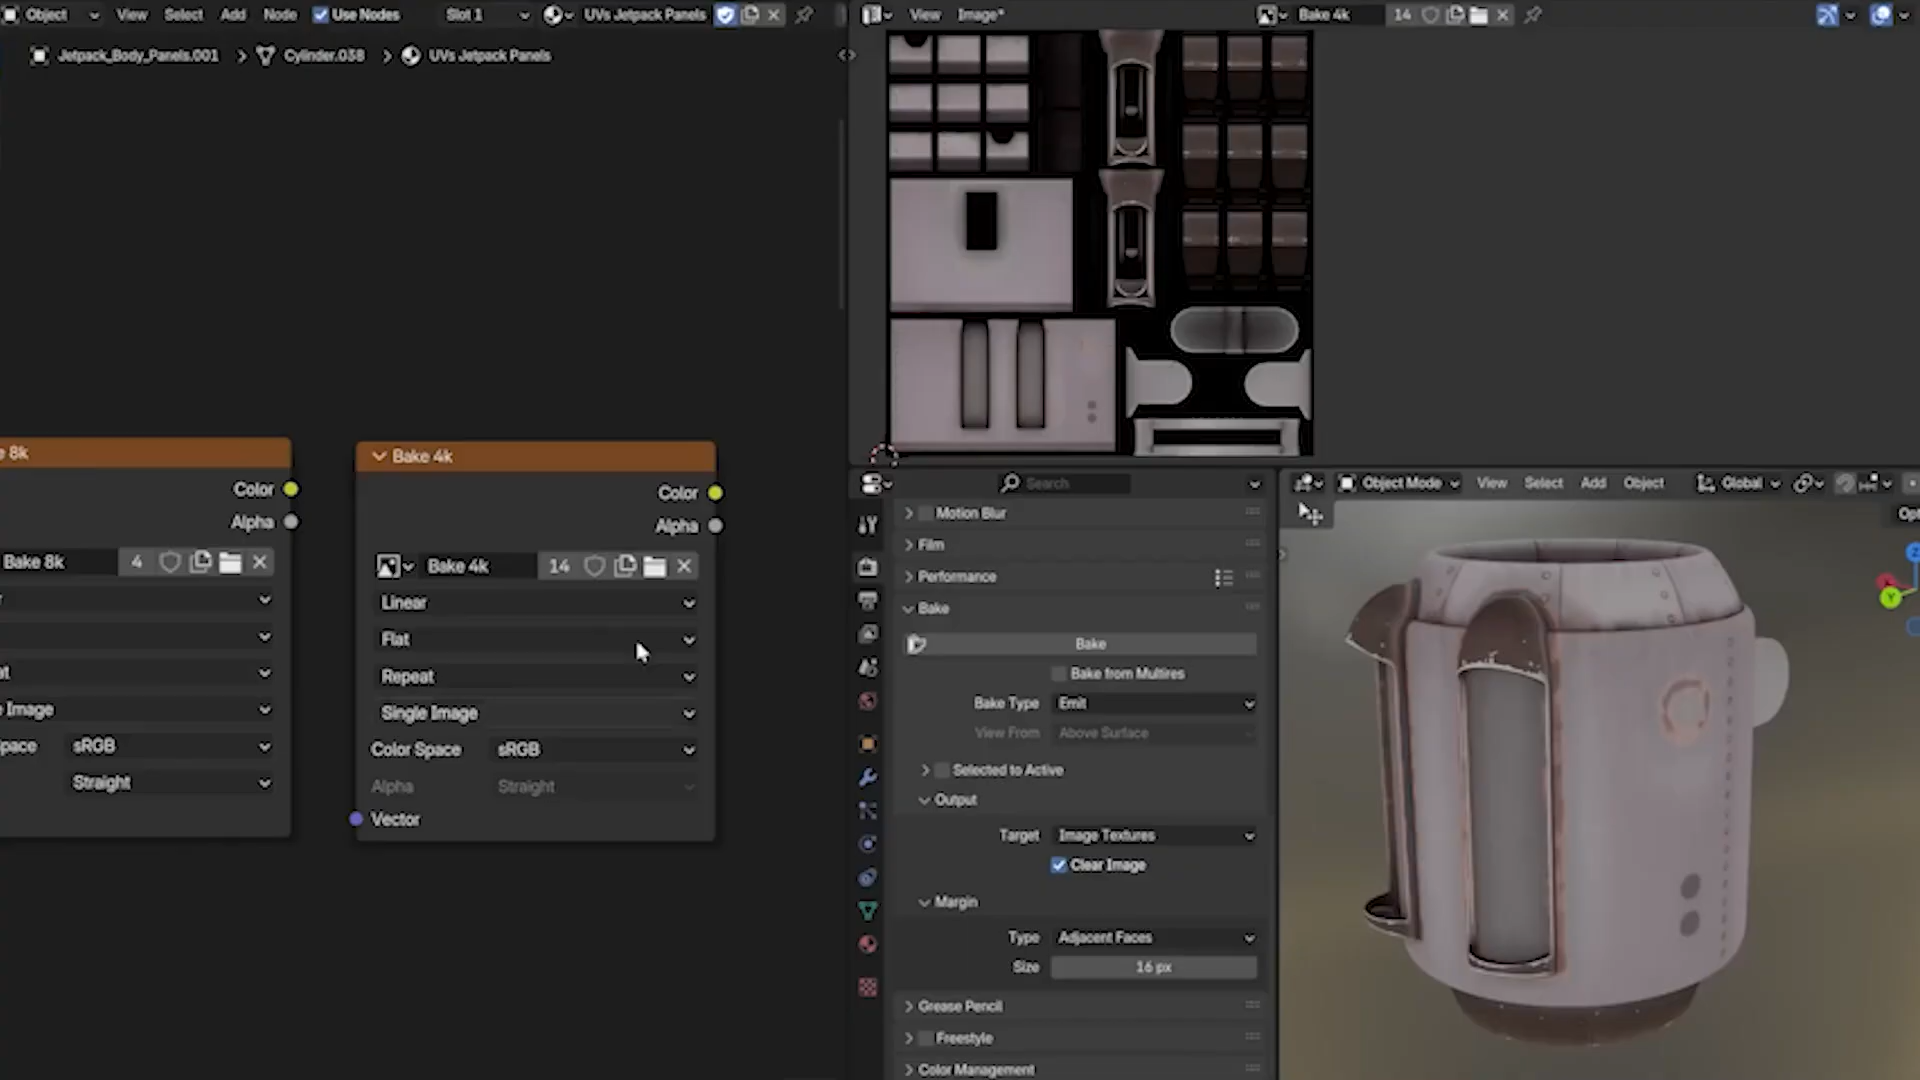 Object View Select Add Node Use Nodes Slot 1 UVs Jetpack Panels
Jetpack_Body_Panels.001 Cylinder.038 UVs Jetpack Panels
View Image* Bake 4k 14
8k
Color
Alpha
Bake 8k 4
Image
sRGB
Straight
Bake 4k
Color
Alpha
Bake 4k 14
Linear
Flat
Repeat
Single Image
Color Space sRGB
Alpha Straight
Vector
Search
Motion Blur
Film
Performance
Bake
Bake
Bake from Multires
Bake Type Emit
View From Above Surface
Selected to Active
Output
Target Image Textures
Clear Image
Margin
Type Adjacent Faces
Size 16 px
Grease Pencil
Freestyle
Color Management
Object Mode View Select Add Object Global
Z
Y